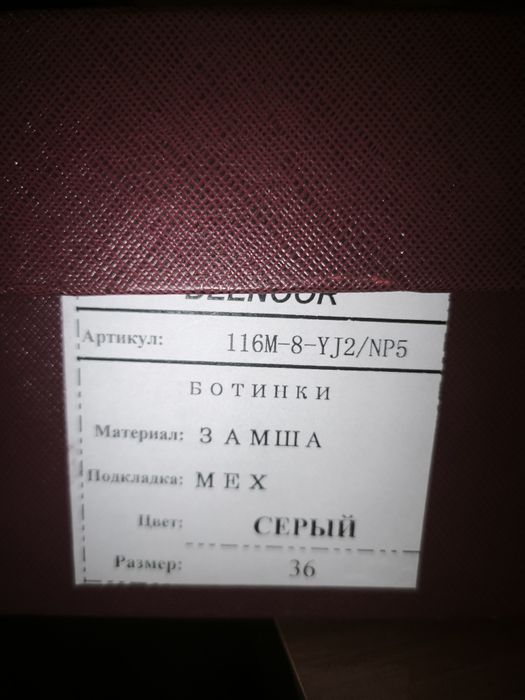 Артикул: 116M-8-YJ2/NP5
БОТИНКИ
Материал: ЗАМША
Подкладка: МЕХ
Цвет: СЕРЫЙ
Размер: 36